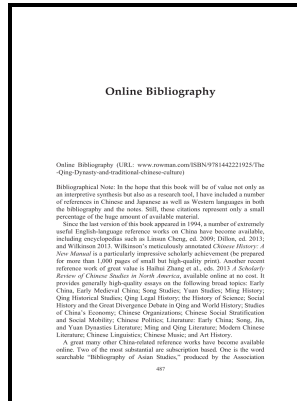 Online Bibliography
Online Bibliography (URL: www.rowman.com/ISBN/9781442221925/The
-Qing-Dynasty-and-traditional-chinese-culture)
Bibliographical Note: In the hope that this book will be of value not only as
an interpretive synthesis but also as a research tool, I have included a number
of references in Chinese and Japanese as well as Western languages in both
the bibliography and the notes. Still, these citations represent only a small
percentage of the huge amount of available material.
Since the last version of this book appeared in 1994, a number of extremely
useful English-language reference works on China have become available,
including encyclopedias such as Linsun Cheng, ed. 2009; Dillon, ed. 2013;
and Wilkinson 2013. Wilkinson's meticulously annotated Chinese History: A
New Manual is a particularly impressive scholarly achievement (be prepared
for more than 1,000 pages of small but high-quality print). Another recent
reference work of great value is Haihui Zhang et al., eds. 2013 A Scholarly
Review of Chinese Studies in North America, available online at no cost. It
provides generally high-quality essays on the following broad topics: Early
China, Early Medieval China; Song Studies; Yuan Studies; Ming History;
Qing Historical Studies; Qing Legal History; the History of Science; Social
History and the Great Divergence Debate in Qing and World History; Studies
of China's Economy; Chinese Organizations; Chinese Social Stratification
and Social Mobility; Chinese Politics; Literature: Early China; Song, Jin,
and Yuan Dynasties Literature; Ming and Qing Literature; Modern Chinese
Literature; Chinese Linguistics; Chinese Music; and Art History.
A great many other China-related reference works have become available
online. Two of the most substantial are subscription based. One is the word
searchable "Bibliography of Asian Studies," produced by the Association
487